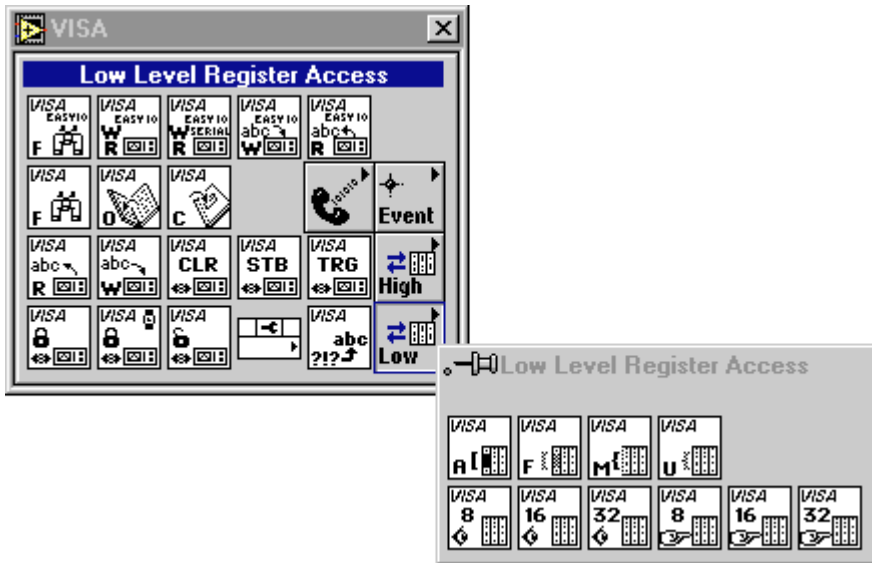 VISA
Low Level Register Access
VISA VISA VISA VISA VISA
EASY IO EASY IO EASY IO EASY IO EASY IO
F W R W SERIAL R abc W abc R
VISA VISA VISA
F O C 101010 Event
VISA VISA VISA VISA VISA
abc abc CLR STB TRG
R W High
VISA VISA VISA VISA
abc
?!? Low
Low Level Register Access
VISA VISA VISA VISA
A [ F { M { U {
VISA VISA VISA VISA VISA VISA
8 16 32 8 16 32